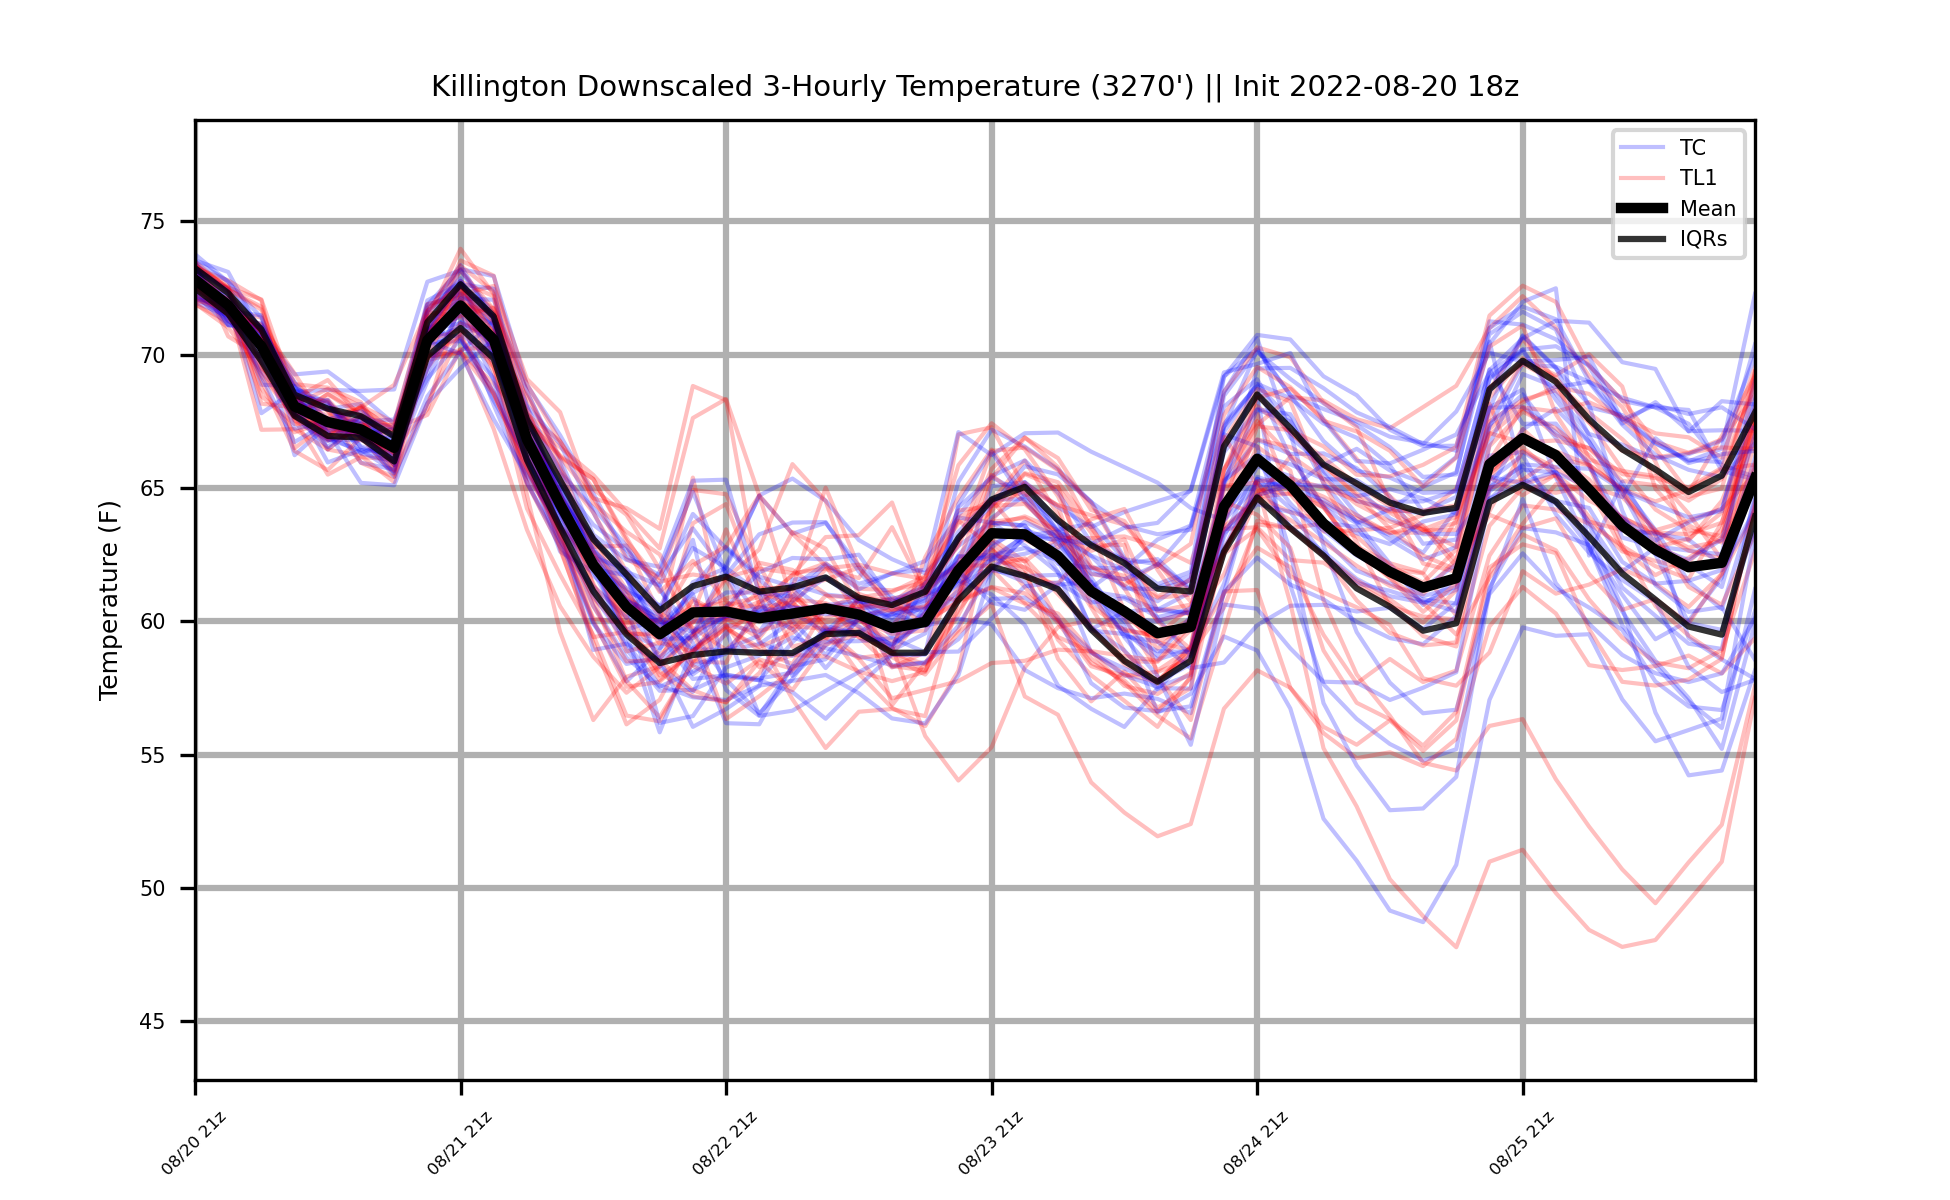 Killington Downscaled 3-Hourly Temperature (3270') || Init 2022-08-20 18z
TC
TL1
Mean
IQRs
Temperature (F)
75
70
65
60
55
50
45
08/20 21z
08/21 21z
08/22 21z
08/23 21z
08/24 21z
08/25 21z